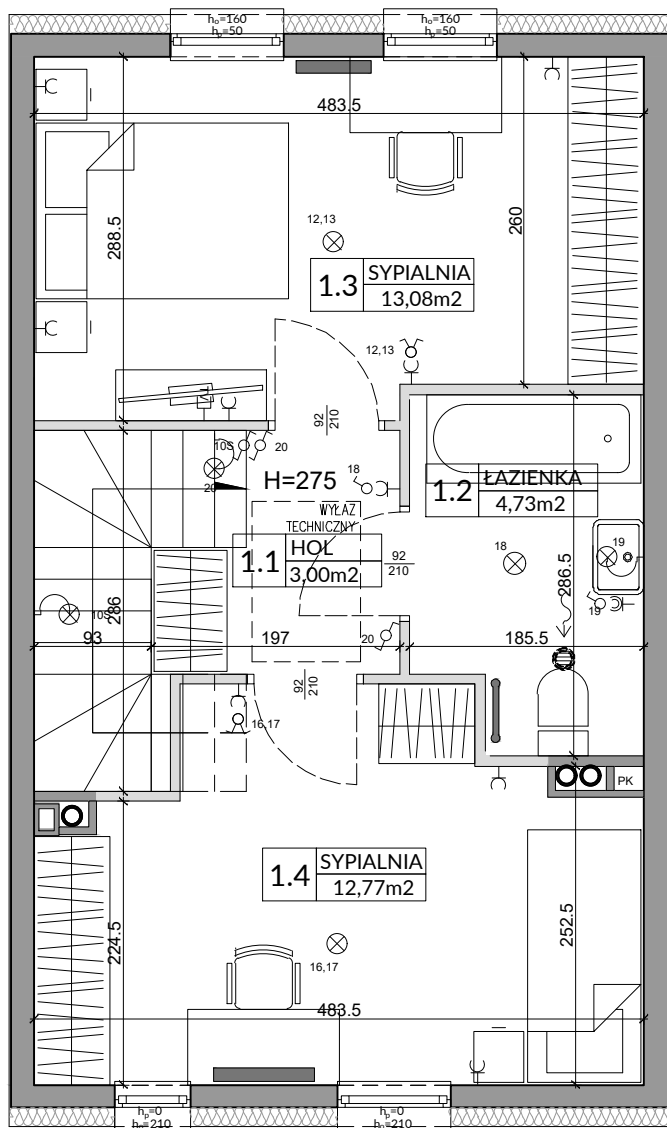 hₒ=160
hₚ=50
hₒ=160
hₚ=50
483.5
288.5
260
12,13
1.3 SYPIALNIA
13,08m2
12,13
92
210
10S
20
20
H=275
18
1.2 ŁAZIENKA
4,73m2
WYŁAZ
TECHNICZNY
1.1 HOL
3,00m2
92
210
18
19
286.5
286
19
10S
93
197
20
185.5
92
210
16,17
PK
1.4 SYPIALNIA
12,77m2
224.5
252.5
16,17
483.5
hₚ=0
hₒ=210
hₚ=0
hₒ=210